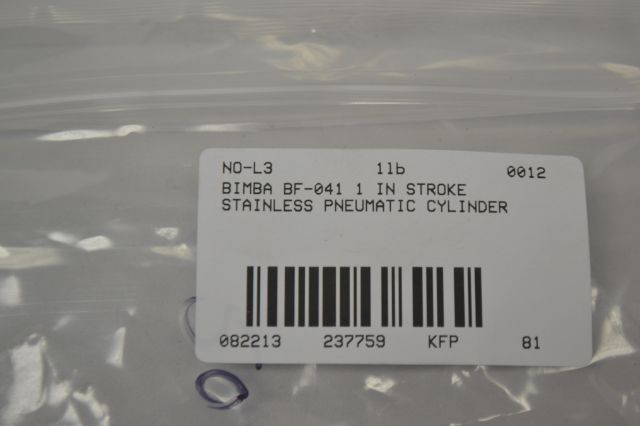 NO-L3 1lb 0012
BIMBA BF-041 1 IN STROKE
STAINLESS PNEUMATIC CYLINDER
082213 237759 KFP 81